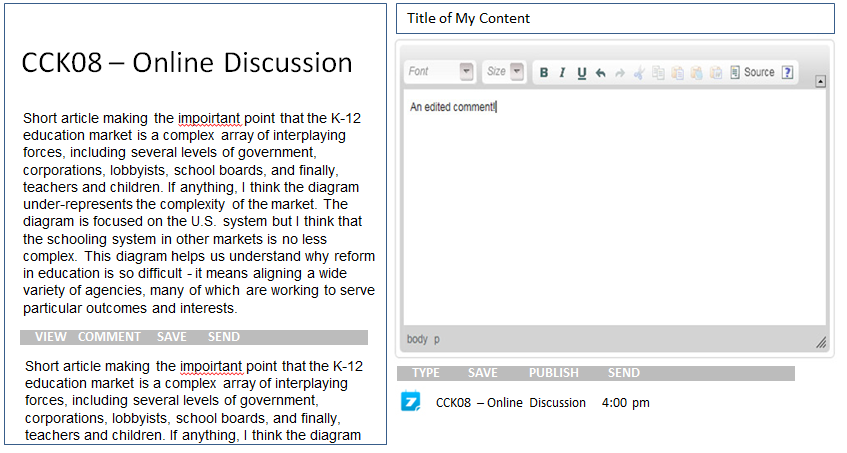 CCK08 – Online Discussion
Short article making the impoirtant point that the K-12
education market is a complex array of interplaying
forces, including several levels of government,
corporations, lobbyists, school boards, and finally,
teachers and children. If anything, I think the diagram
under-represents the complexity of the market. The
diagram is focused on the U.S. system but I think that
the schooling system in other markets is no less
complex. This diagram helps us understand why reform
in education is so difficult - it means aligning a wide
variety of agencies, many of which are working to serve
particular outcomes and interests.
VIEW COMMENT SAVE SEND
Short article making the impoirtant point that the K-12
education market is a complex array of interplaying
forces, including several levels of government,
corporations, lobbyists, school boards, and finally,
teachers and children. If anything, I think the diagram
Title of My Content
Font Size B I U Source ?
An edited comment!
body p
TYPE SAVE PUBLISH SEND
CCK08 – Online Discussion 4:00 pm